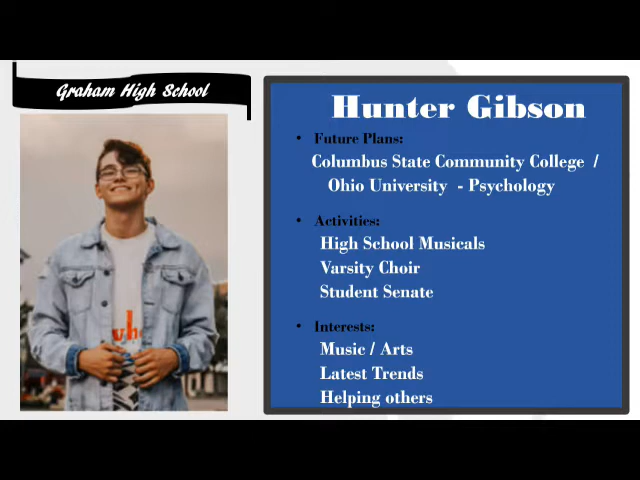 Graham High School
Hunter Gibson
• Future Plans:
Columbus State Community College /
Ohio University - Psychology
• Activities:
High School Musicals
Varsity Choir
Student Senate
• Interests:
Music / Arts
Latest Trends
Helping others